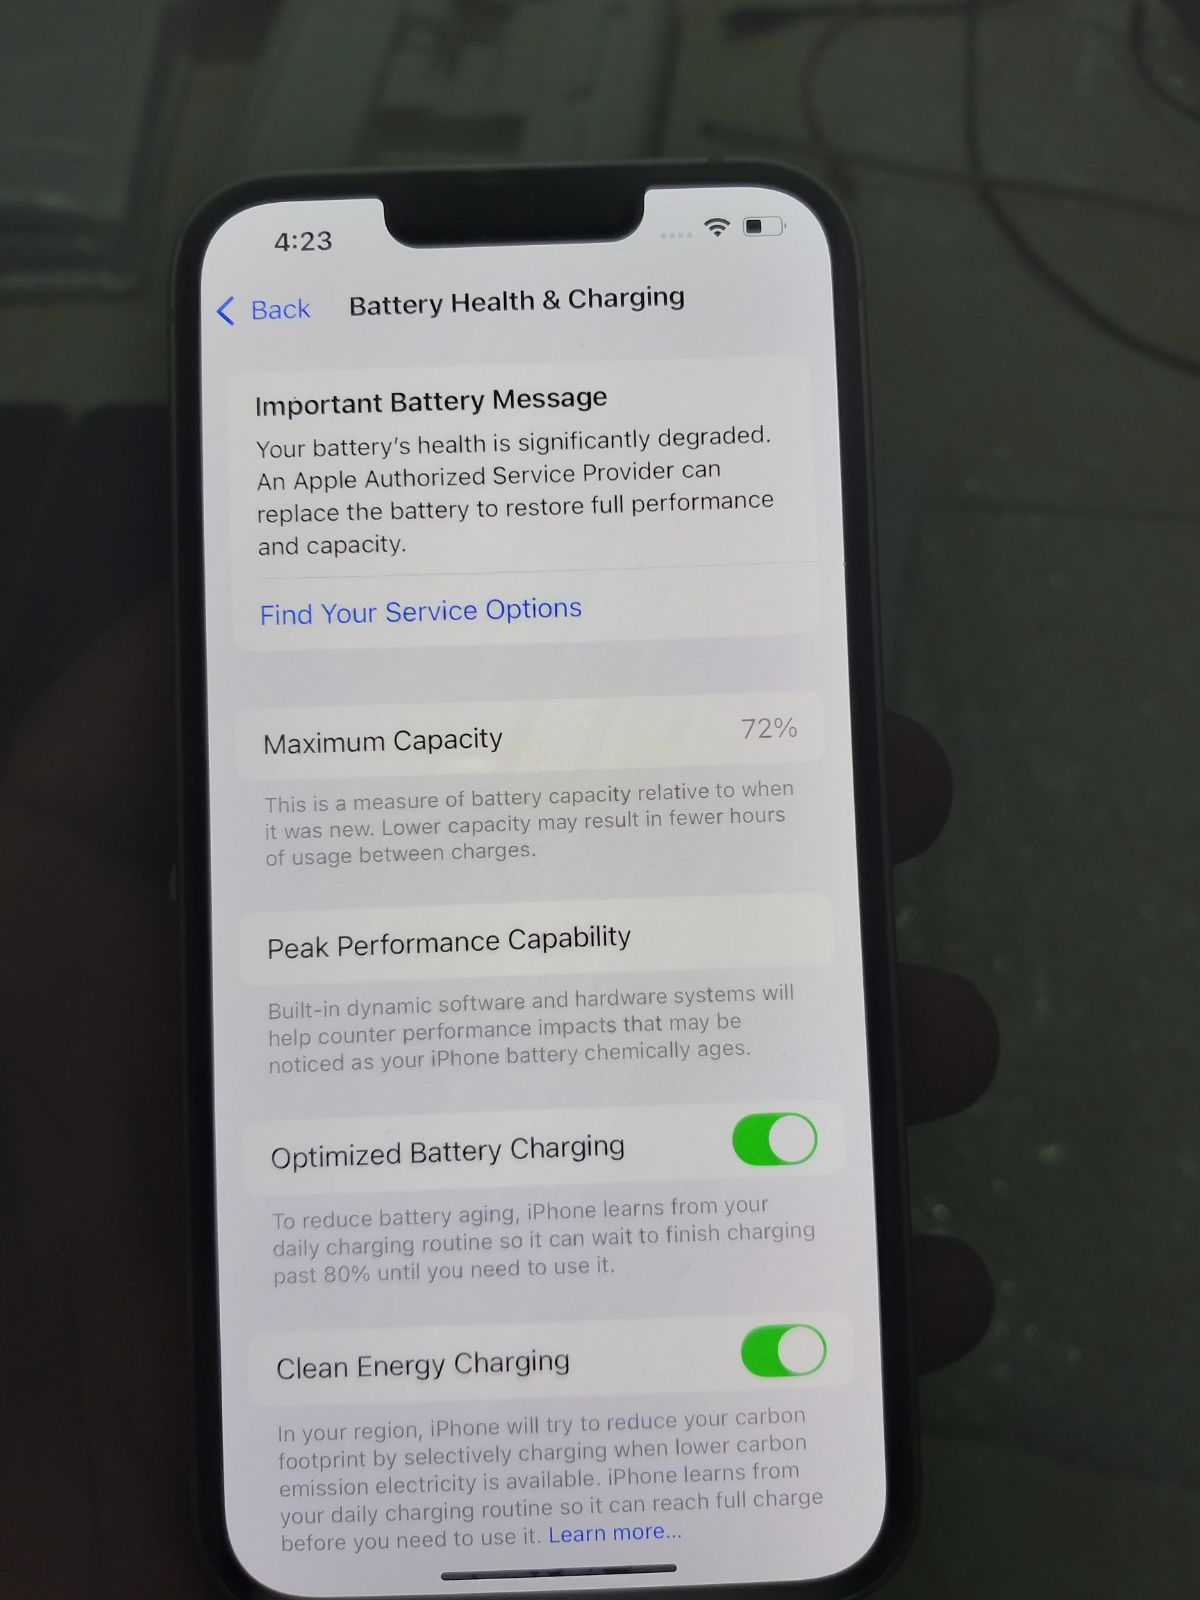 4:23
Back
Battery Health & Charging
Important Battery Message
Your battery's health is significantly degraded.
An Apple Authorized Service Provider can
replace the battery to restore full performance
and capacity.
Find Your Service Options
Maximum Capacity
72%
This is a measure of battery capacity relative to when
it was new. Lower capacity may result in fewer hours
of usage between charges.
Peak Performance Capability
Built-in dynamic software and hardware systems will
help counter performance impacts that may be
noticed as your iPhone battery chemically ages.
Optimized Battery Charging
To reduce battery aging, iPhone learns from your
daily charging routine so it can wait to finish charging
past 80% until you need to use it.
Clean Energy Charging
In your region, iPhone will try to reduce your carbon
footprint by selectively charging when lower carbon
emission electricity is available. iPhone learns from
your daily charging routine so it can reach full charge
before you need to use it. Learn more...